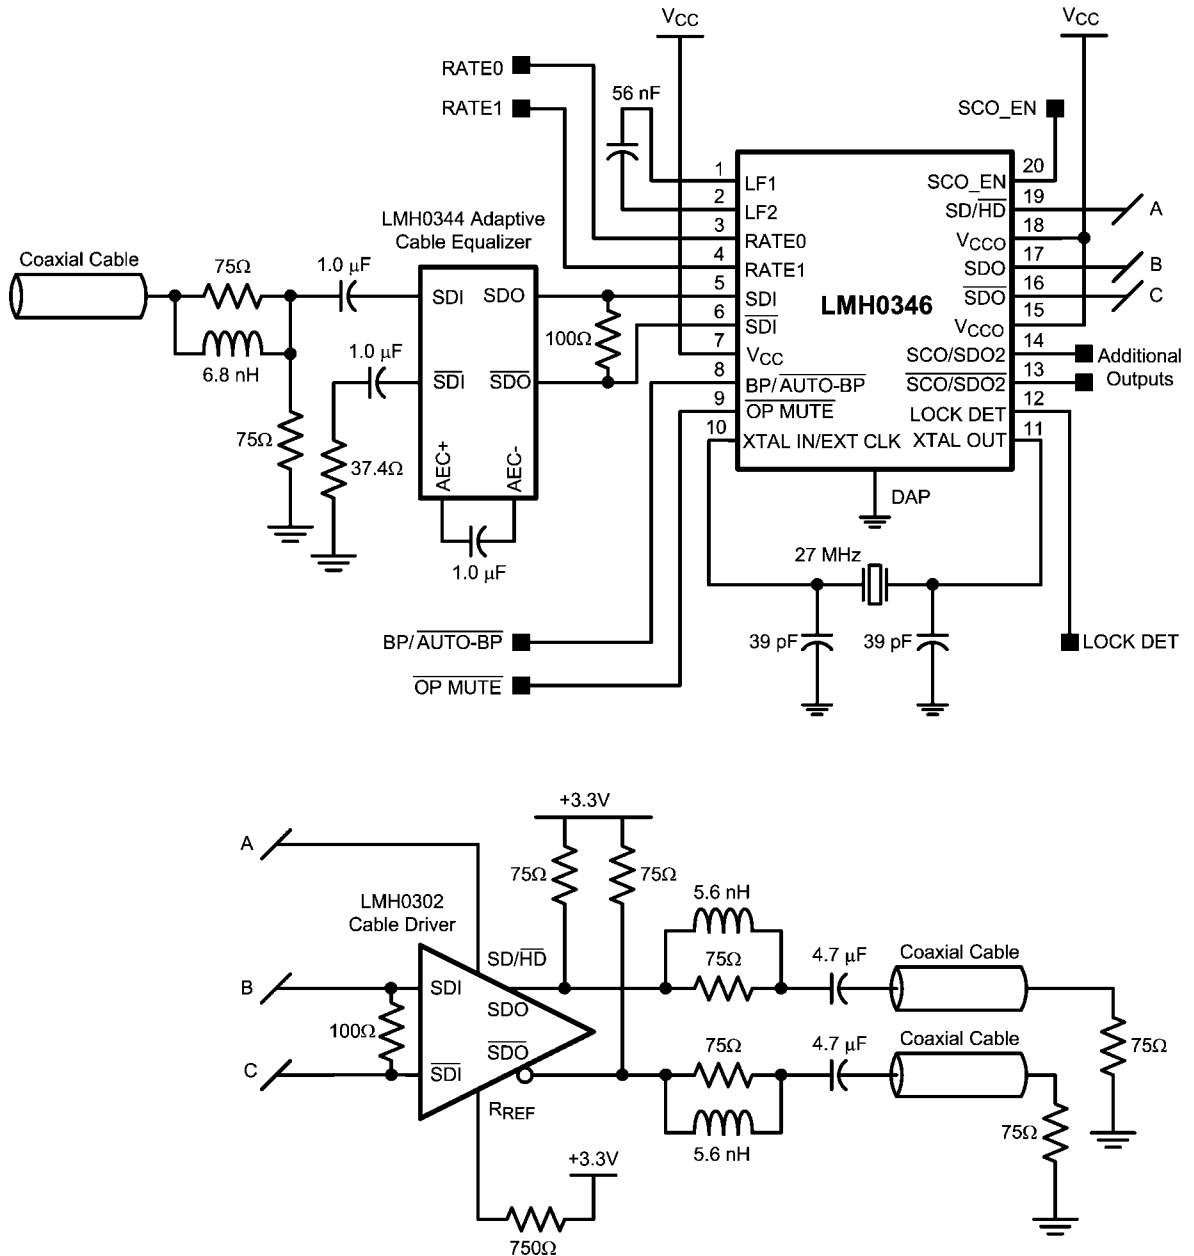 VCC
VCC
RATE0
56 nF
RATE1
SCO_EN
1
LF1
SCO_EN
20
2
LF2
SD/HD
19
A
LMH0344 Adaptive
Cable Equalizer
3
RATE0
VCCO
18
4
RATE1
SDO
17
B
Coaxial Cable
75Ω
1.0 µF
SDI
SDO
5
SDI
LMH0346
SDO
16
C
100Ω
6
SDI
VCCO
15
6.8 nH
1.0 µF
7
VCC
SCO/SDO2
14
Additional
Outputs
SDI
SDO
8
BP/AUTO-BP
SCO/SDO2
13
9
OP MUTE
LOCK DET
12
75Ω
37.4Ω
AEC+
AEC-
10
XTAL IN/EXT CLK
XTAL OUT
11
DAP
1.0 µF
27 MHz
BP/AUTO-BP
39 pF
39 pF
LOCK DET
OP MUTE
+3.3V
A
75Ω
75Ω
LMH0302
Cable Driver
5.6 nH
SD/HD
75Ω
4.7 µF
Coaxial Cable
B
SDI
SDO
100Ω
SDO
75Ω
4.7 µF
Coaxial Cable
75Ω
C
SDI
RREF
75Ω
5.6 nH
+3.3V
750Ω